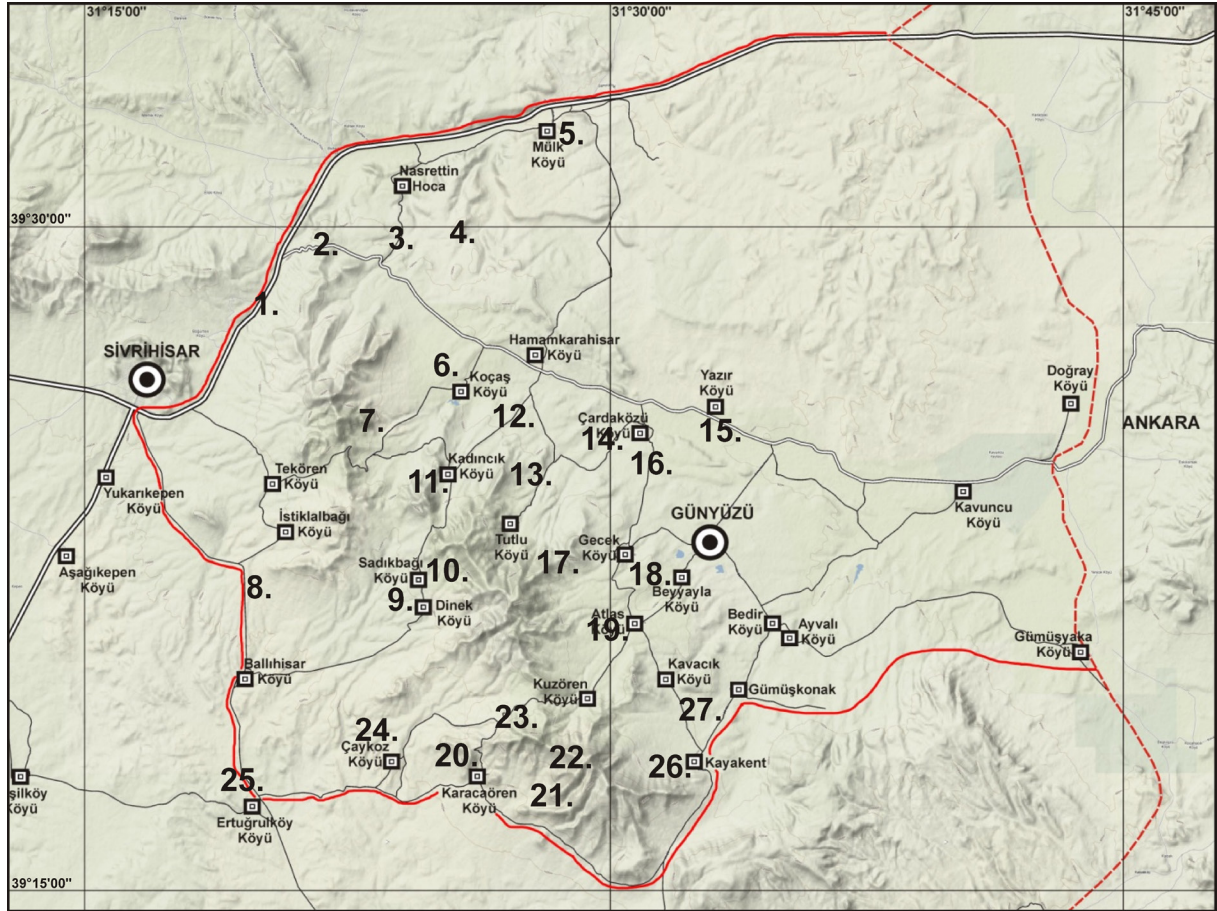 31°15'00"
31°30'00"
31°45'00"
5.
Mülk
Köyü
Nasrettin
Hoca
39°30'00"
2.
3.
4.
1.
SİVRİHİSAR
Hamamkarahisar
Köyü
6.
Koçaş
Köyü
Yazır
Köyü
Doğray
Köyü
7.
12.
Çardaközü
Köyü
14.
15.
ANKARA
Tekören
Köyü
Yukarıkepen
Köyü
Kadıncık
Köyü
11.
13.
16.
Kavuncu
Köyü
İstiklalbağı
Köyü
GÜNYÜZÜ
Tutlu
Köyü
Gecek
Köyü
Aşağıkepen
Köyü
Sadıkbağı
Köyü
10.
17.
18.
Beyyayla
Köyü
8.
9.
Dinek
Köyü
Atlas
Köyü
19.
Bedir
Köyü
Ayvalı
Köyü
Gümüşyaka
Köyü
Ballıhisar
Köyü
Kavacık
Köyü
Kuzören
Köyü
Gümüşkonak
23.
27.
24.
Çaykoz
Köyü
20.
22.
26.
Kayakent
şilköy
Köyü
25.
Karacaören
Köyü
21.
Ertuğrulköy
Köyü
39°15'00"